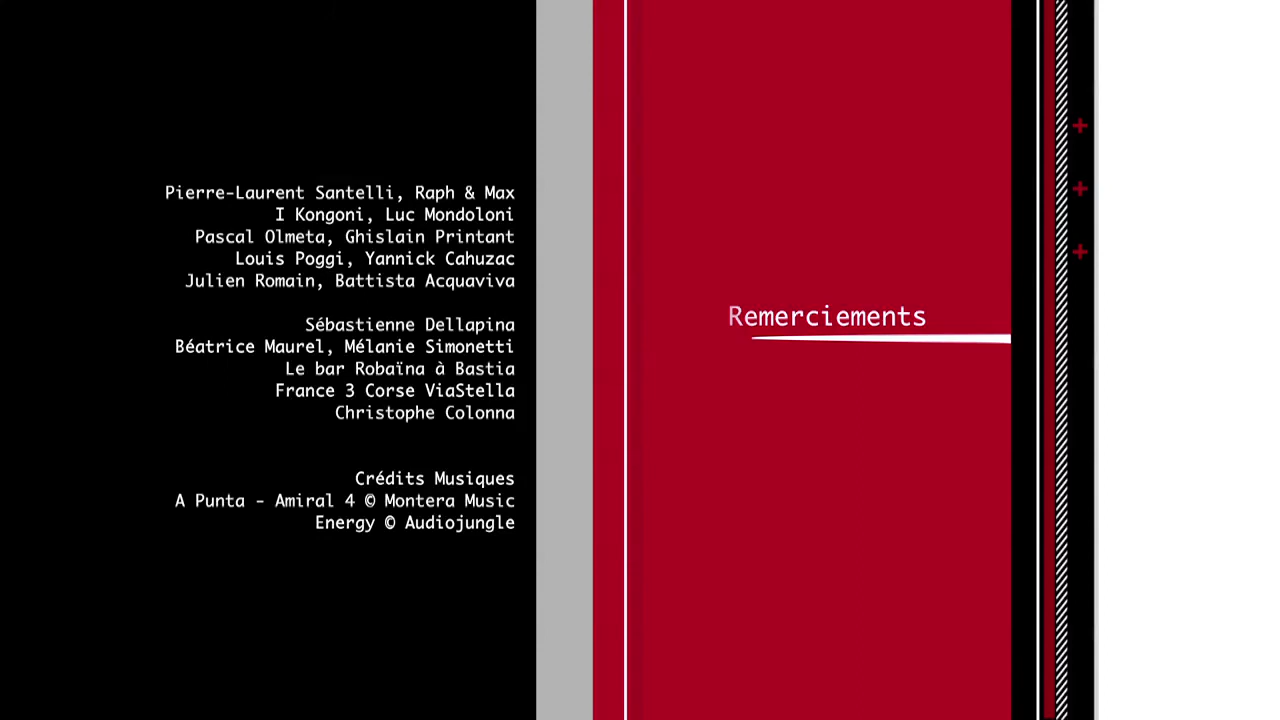 Pierre-Laurent Santelli, Raph & Max
I Kongoni, Luc Mondoloni
Pascal Olmeta, Ghislain Printant
Louis Poggi, Yannick Cahuzac
Julien Romain, Battista Acquaviva
Sébastienne Dellapina
Béatrice Maurel, Mélanie Simonetti
Le bar Robaïna à Bastia
France 3 Corse ViaStella
Christophe Colonna
Crédits Musiques
A Punta - Amiral 4 © Montera Music
Energy © Audiojungle
Remerciements